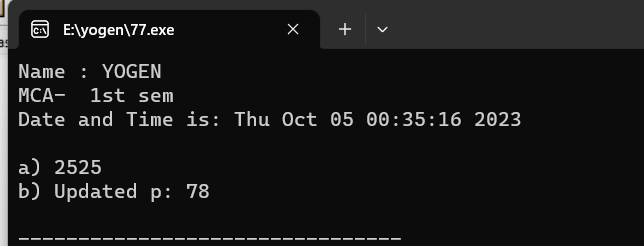 E:\yogen\77.exe
Name : YOGEN
MCA-  1st sem
Date and Time is: Thu Oct 05 00:35:16 2023
a) 2525
b) Updated p: 78
--------------------------------